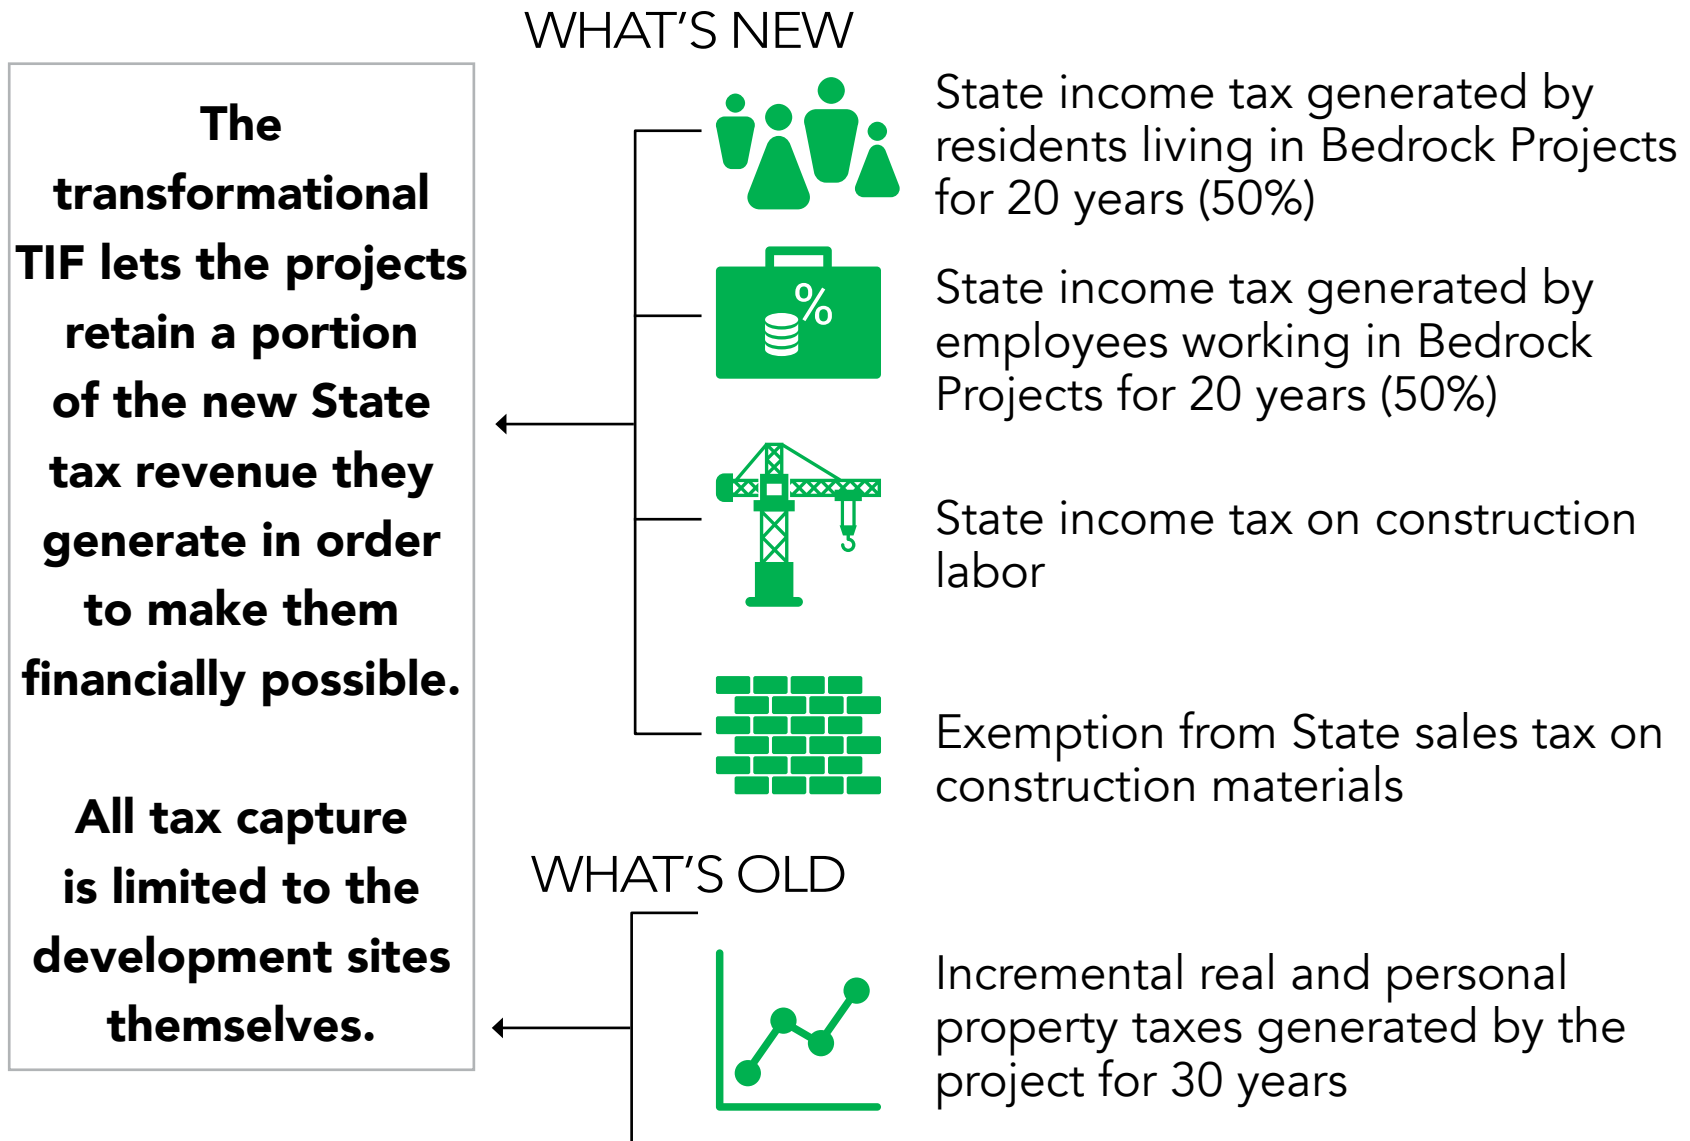 WHAT'S NEW
The
transformational
TIF lets the projects
retain a portion
of the new State
tax revenue they
generate in order
to make them
financially possible.
All tax capture
is limited to the
development sites
themselves.
State income tax generated by
residents living in Bedrock Projects
for 20 years (50%)
%
State income tax generated by
employees working in Bedrock
Projects for 20 years (50%)
State income tax on construction
labor
Exemption from State sales tax on
construction materials
WHAT'S OLD
Incremental real and personal
property taxes generated by the
project for 30 years